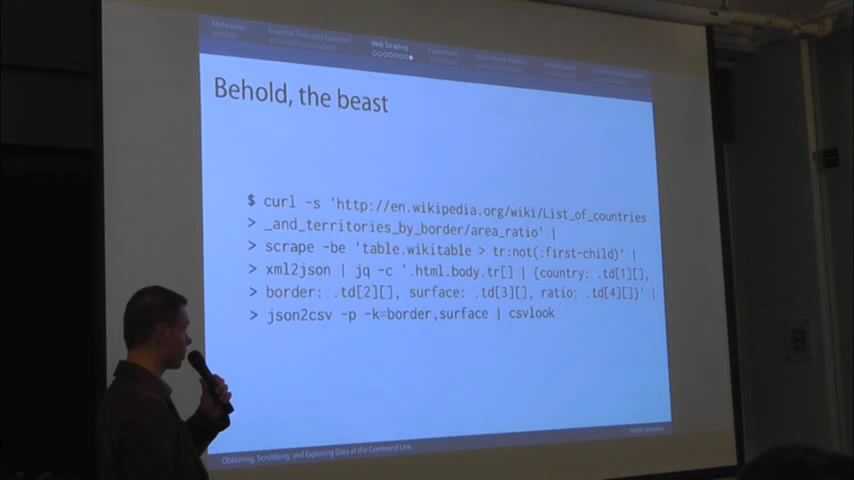 Web Scraping
Behold, the beast
$ curl -s 'http://en.wikipedia.org/wiki/List_of_countries
> _and_territories_by_border/area_ratio' |
> scrape -be 'table.wikitable > tr:not(:first-child)' |
> xml2json | jq -c '.html.body.tr[] | {country: .td[1][],
> border: .td[2][], surface: .td[3][], ratio: .td[4][]}' |
> json2csv -p -k=border,surface | csvlook
Obtaining, Scrubbing, and Exploring Data at the Command Line